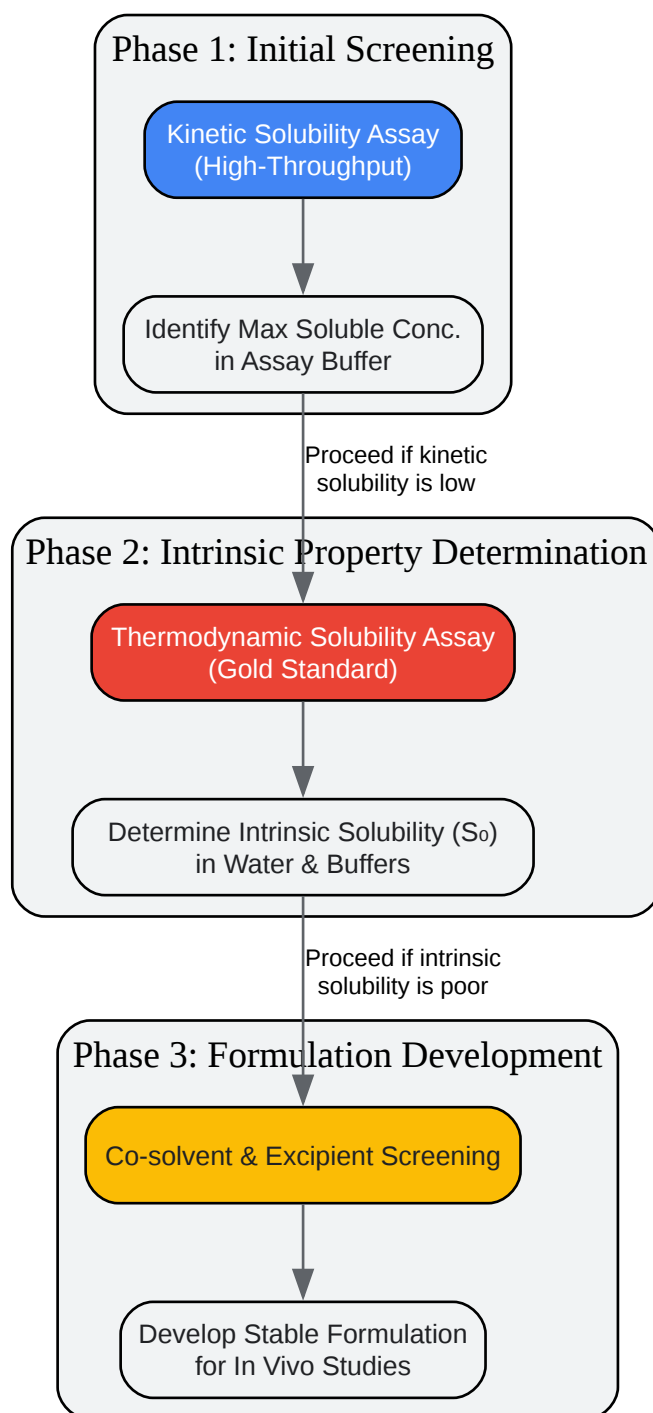 Phase 1: Initial Screening
Kinetic Solubility Assay
(High-Throughput)
Identify Max Soluble Conc.
in Assay Buffer
Proceed if kinetic
solubility is low
Phase 2: Intrinsic Property Determination
Thermodynamic Solubility Assay
(Gold Standard)
Determine Intrinsic Solubility (S₀)
in Water & Buffers
Proceed if intrinsic
solubility is poor
Phase 3: Formulation Development
Co-solvent & Excipient Screening
Develop Stable Formulation
for In Vivo Studies